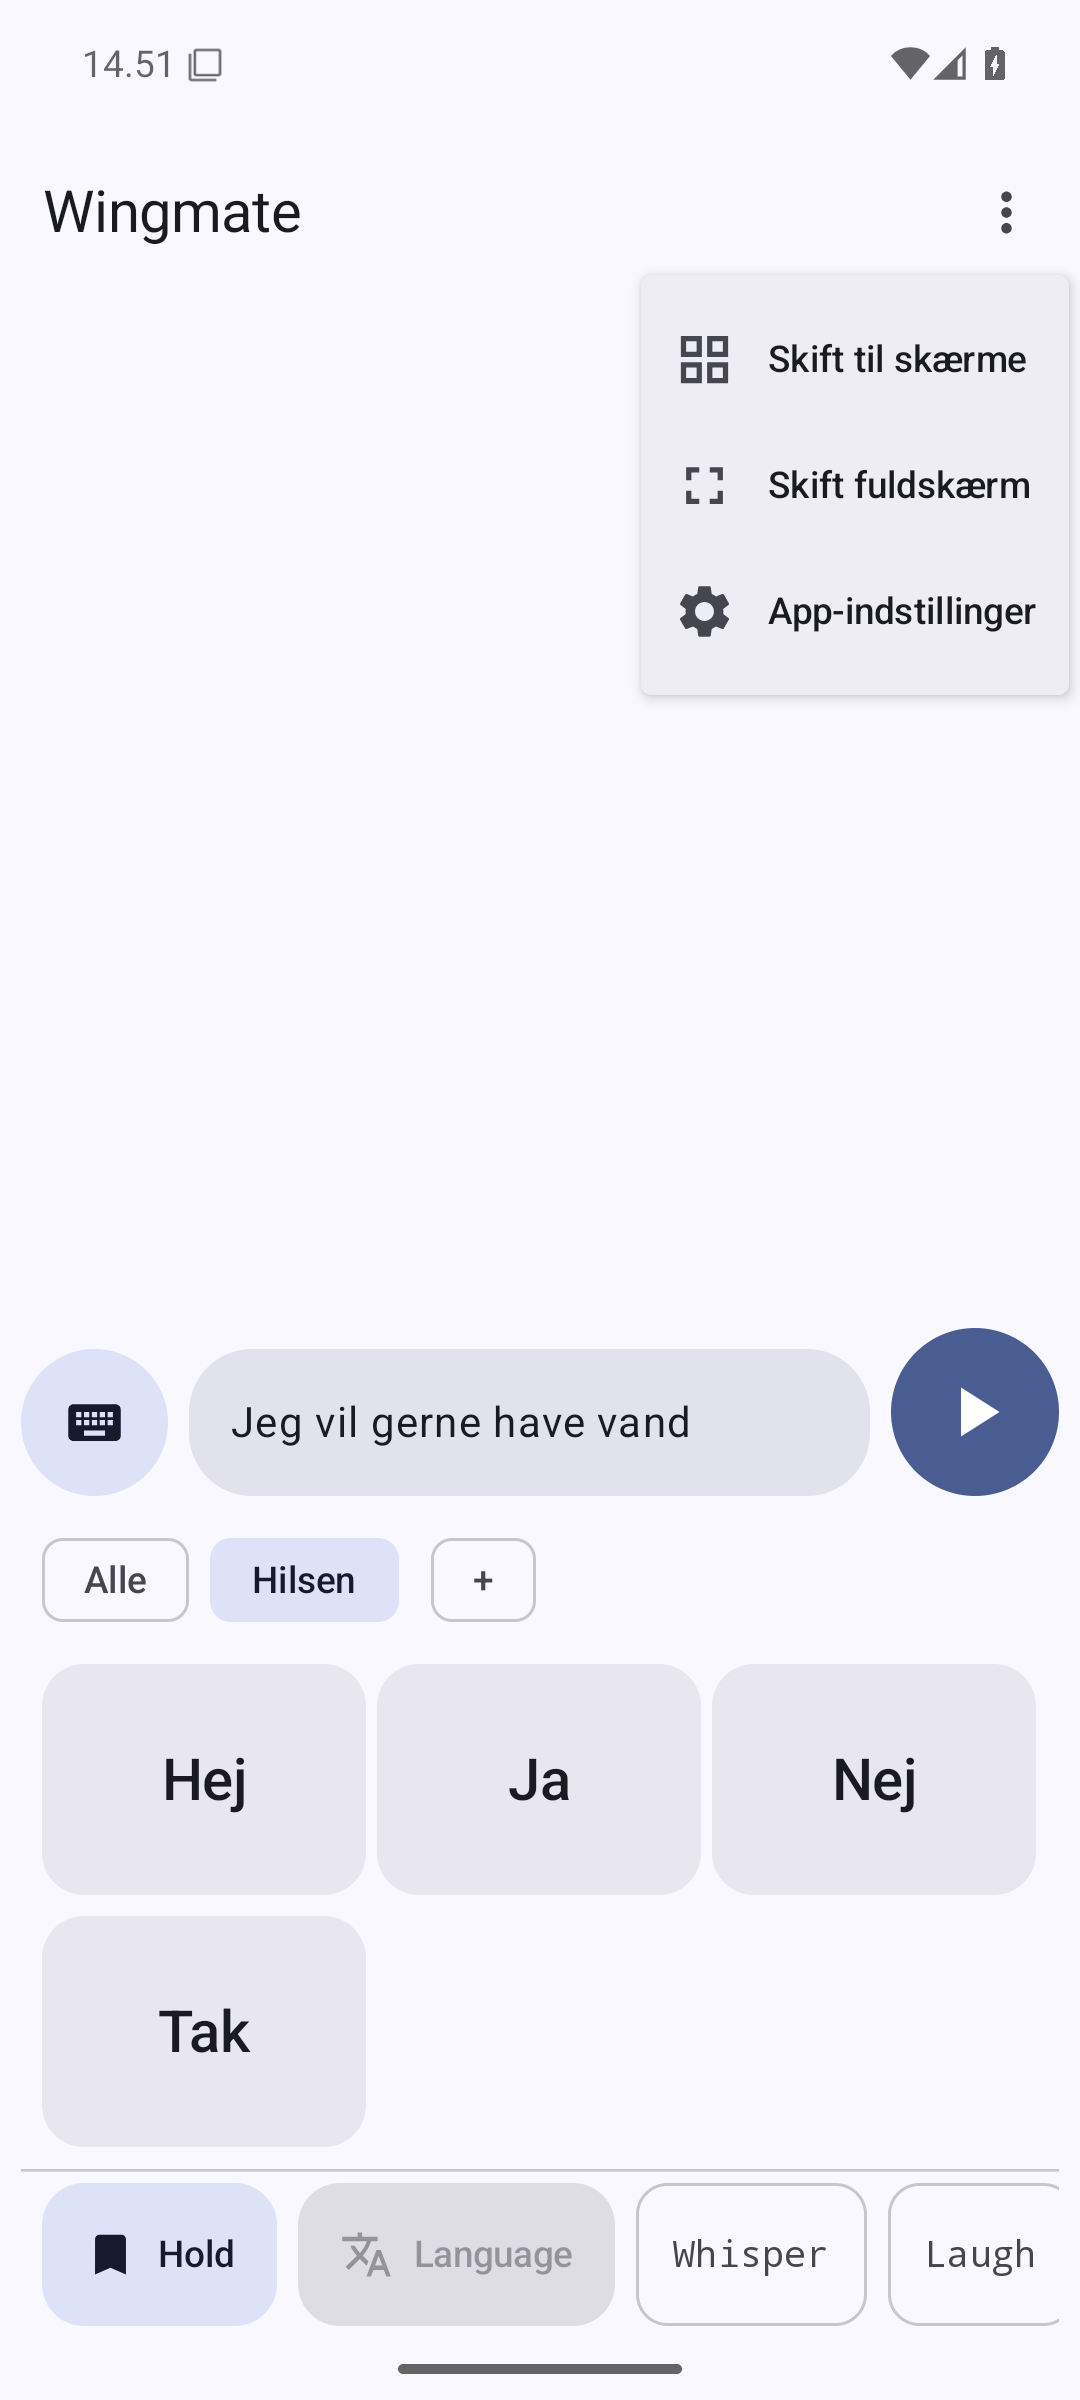 14.51
Wingmate
Skift til skærme
Skift fuldskærm
App-indstillinger
Jeg vil gerne have vand
Alle
Hilsen
+
Hej
Ja
Nej
Tak
Hold
Language
Whisper
Laugh